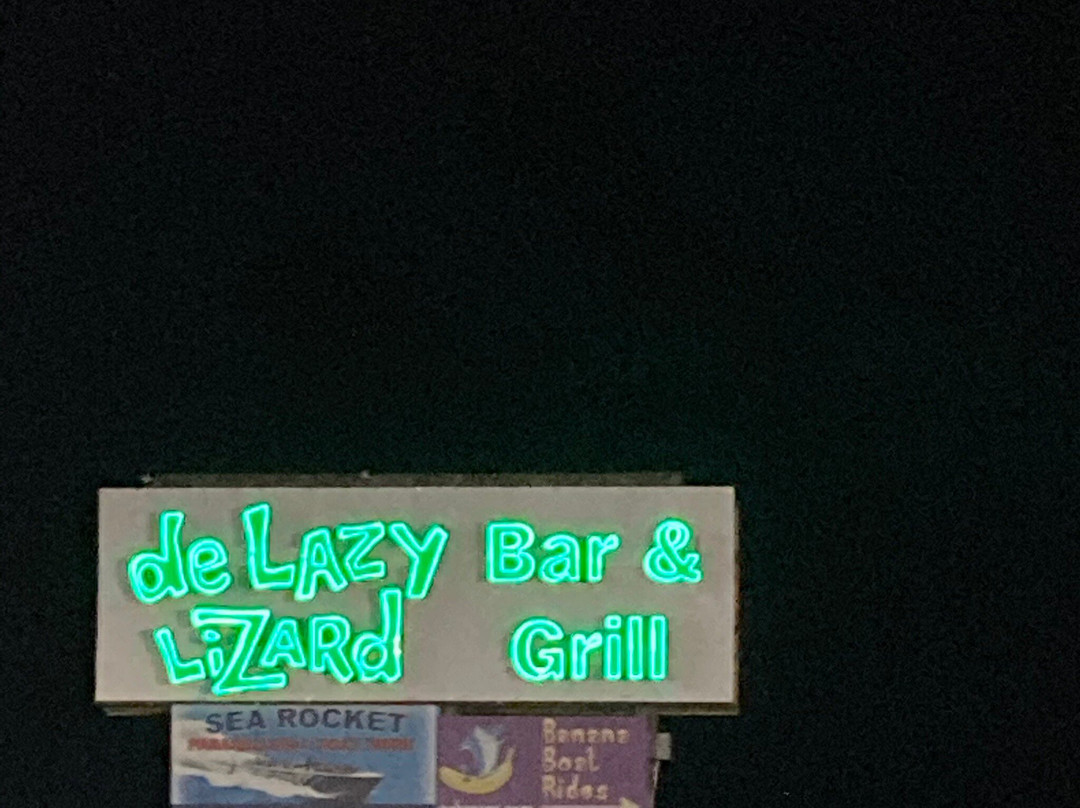 de LAZY
LiZARd
Bar &
Grill
SEA ROCKET
Banana
Boat
Rides